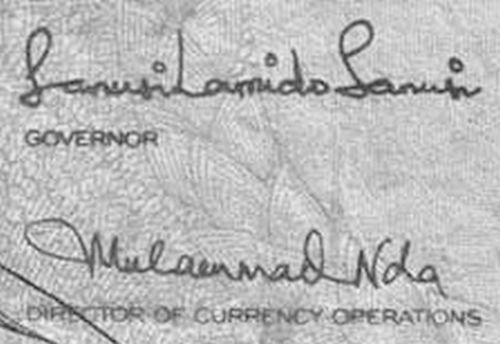 Sanusi Lamido Sanusi
GOVERNOR
Muhammad Nda
DIRECTOR OF CURRENCY OPERATIONS